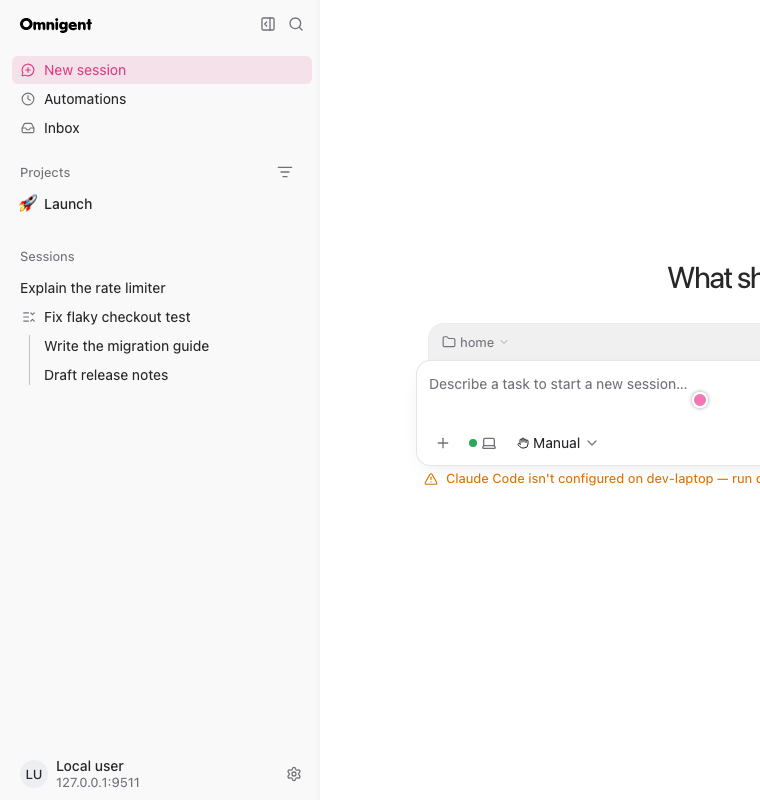 Omnigent
New session
Automations
Inbox
Projects
Launch
Sessions
Explain the rate limiter
Fix flaky checkout test
Write the migration guide
Draft release notes
LU
Local user
127.0.0.1:9511
What sh
home
Describe a task to start a new session...
Manual
Claude Code isn't configured on dev-laptop — run